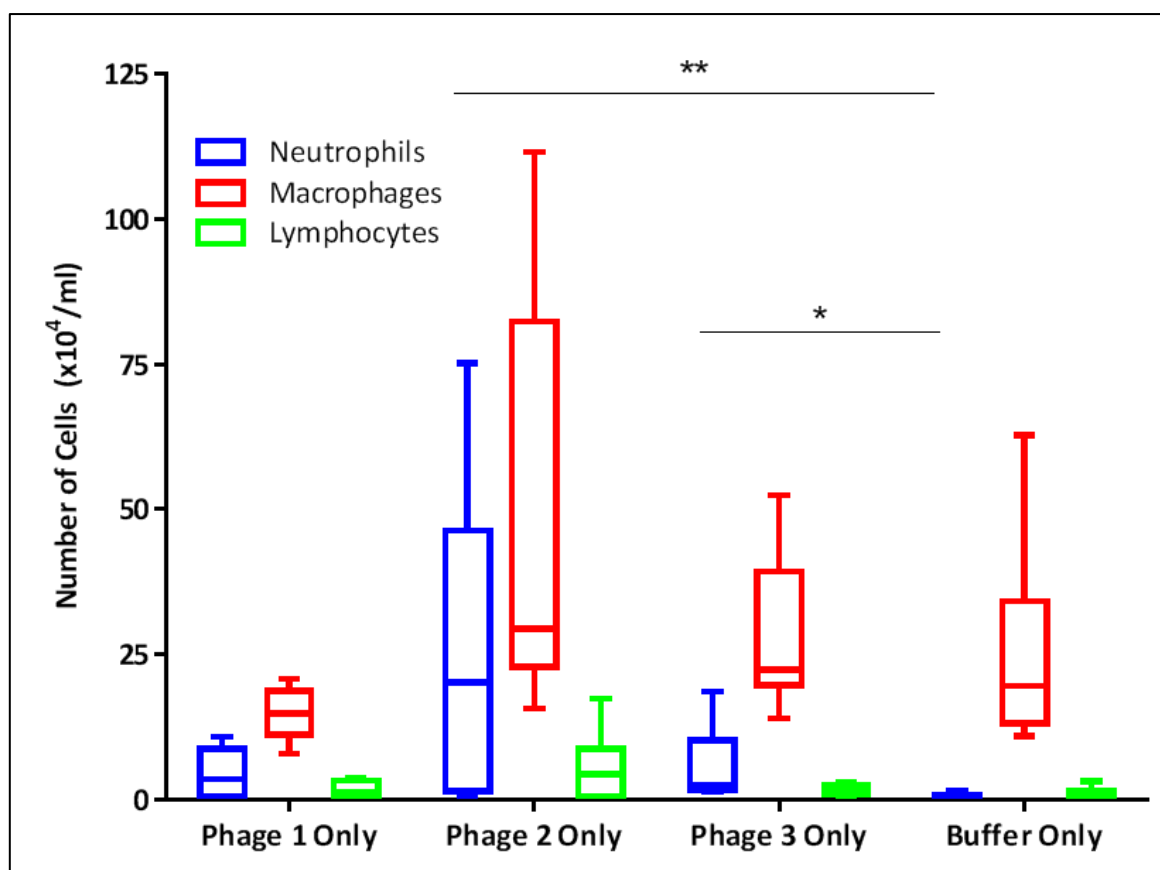 **
125
Neutrophils
Macrophages
Lymphocytes
100
*
75
50
25
0
Number of Cells (x10⁴/ml)
Phage 1 Only
Phage 2 Only
Phage 3 Only
Buffer Only